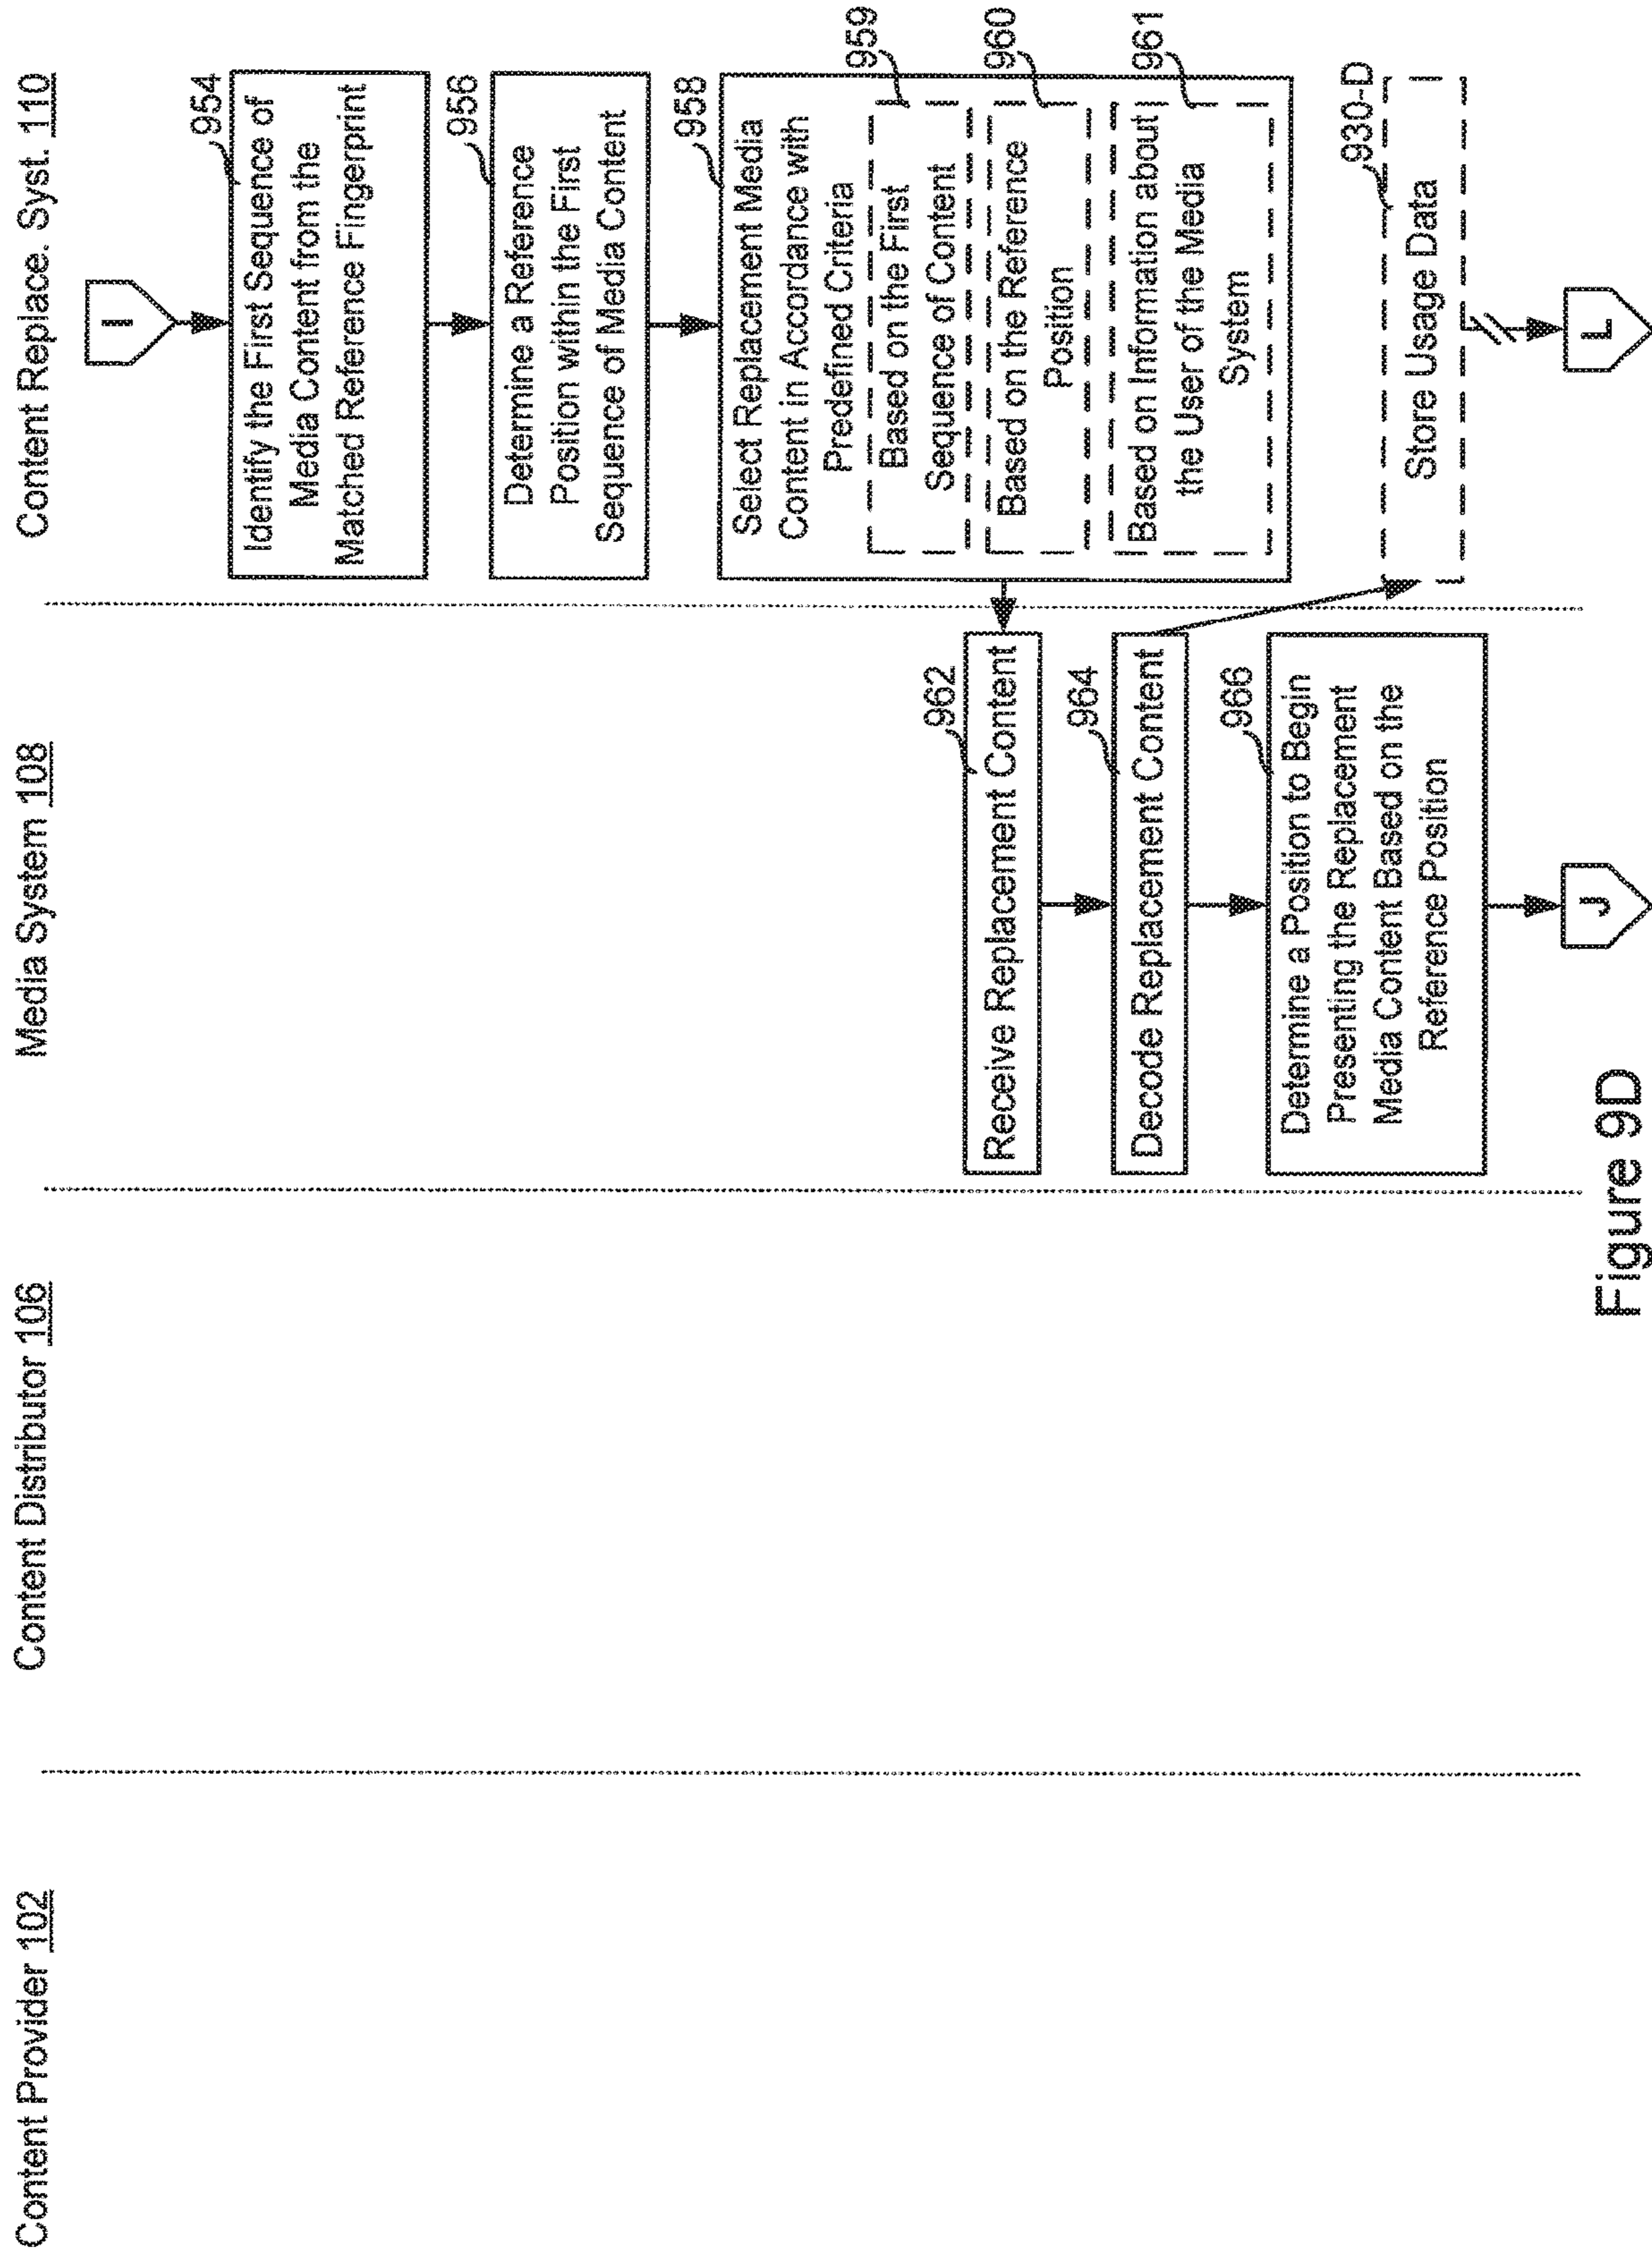 Content Provider 102
Content Distributor 106
Media System 108
Content Replace. Syst. 110
I
954
Identify the First Sequence of
Media Content from the
Matched Reference Fingerprint
956
Determine a Reference
Position within the First
Sequence of Media Content
958
Select Replacement Media
Content in Accordance with
Predefined Criteria
959
Based on the First
Sequence of Content
960
Based on the Reference
Position
961
Based on Information about
the User of the Media
System
962
Receive Replacement Content
964
Decode Replacement Content
966
Determine a Position to Begin
Presenting the Replacement
Media Content Based on the
Reference Position
930-D
Store Usage Data
J
L
Figure 9D